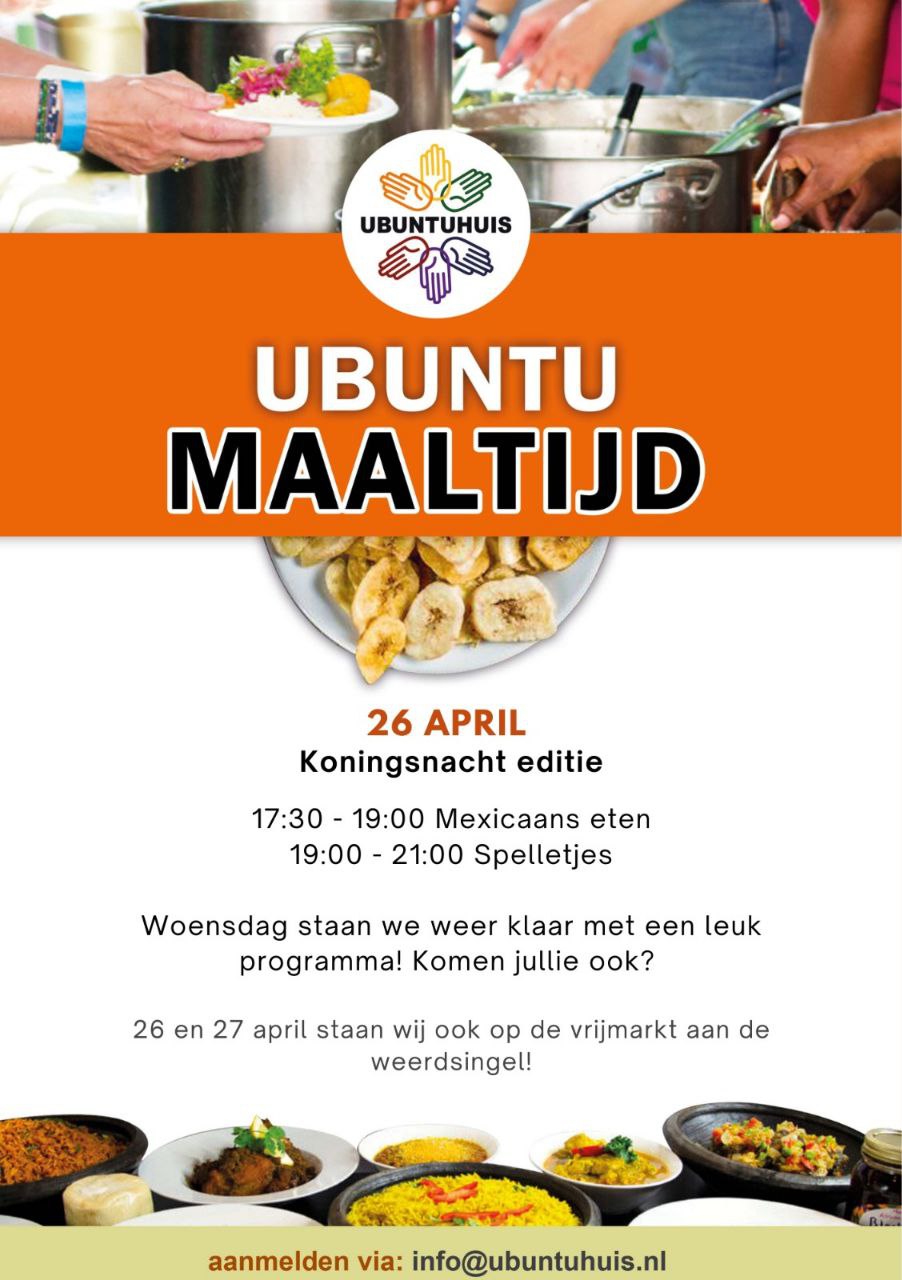 UBUNTUHUIS
UBUNTU
MAALTIJD
26 APRIL
Koningsnacht editie
17:30 - 19:00 Mexicaans eten
19:00 - 21:00 Spelletjes
Woensdag staan we weer klaar met een leuk
programma! Komen jullie ook?
26 en 27 april staan wij ook op de vrijmarkt aan de
weerdsingel!
aanmelden via: info@ubuntuhuis.nl